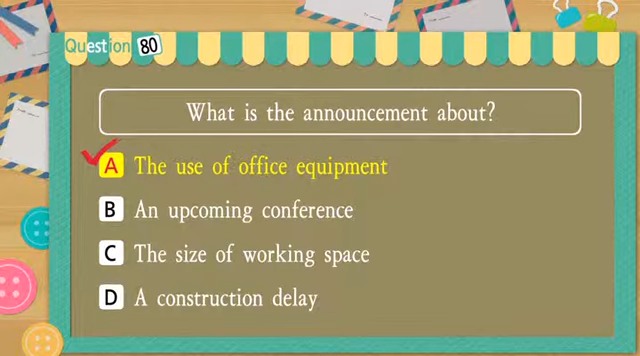 Question 80
What is the announcement about?
A The use of office equipment
B An upcoming conference
C The size of working space
D A construction delay